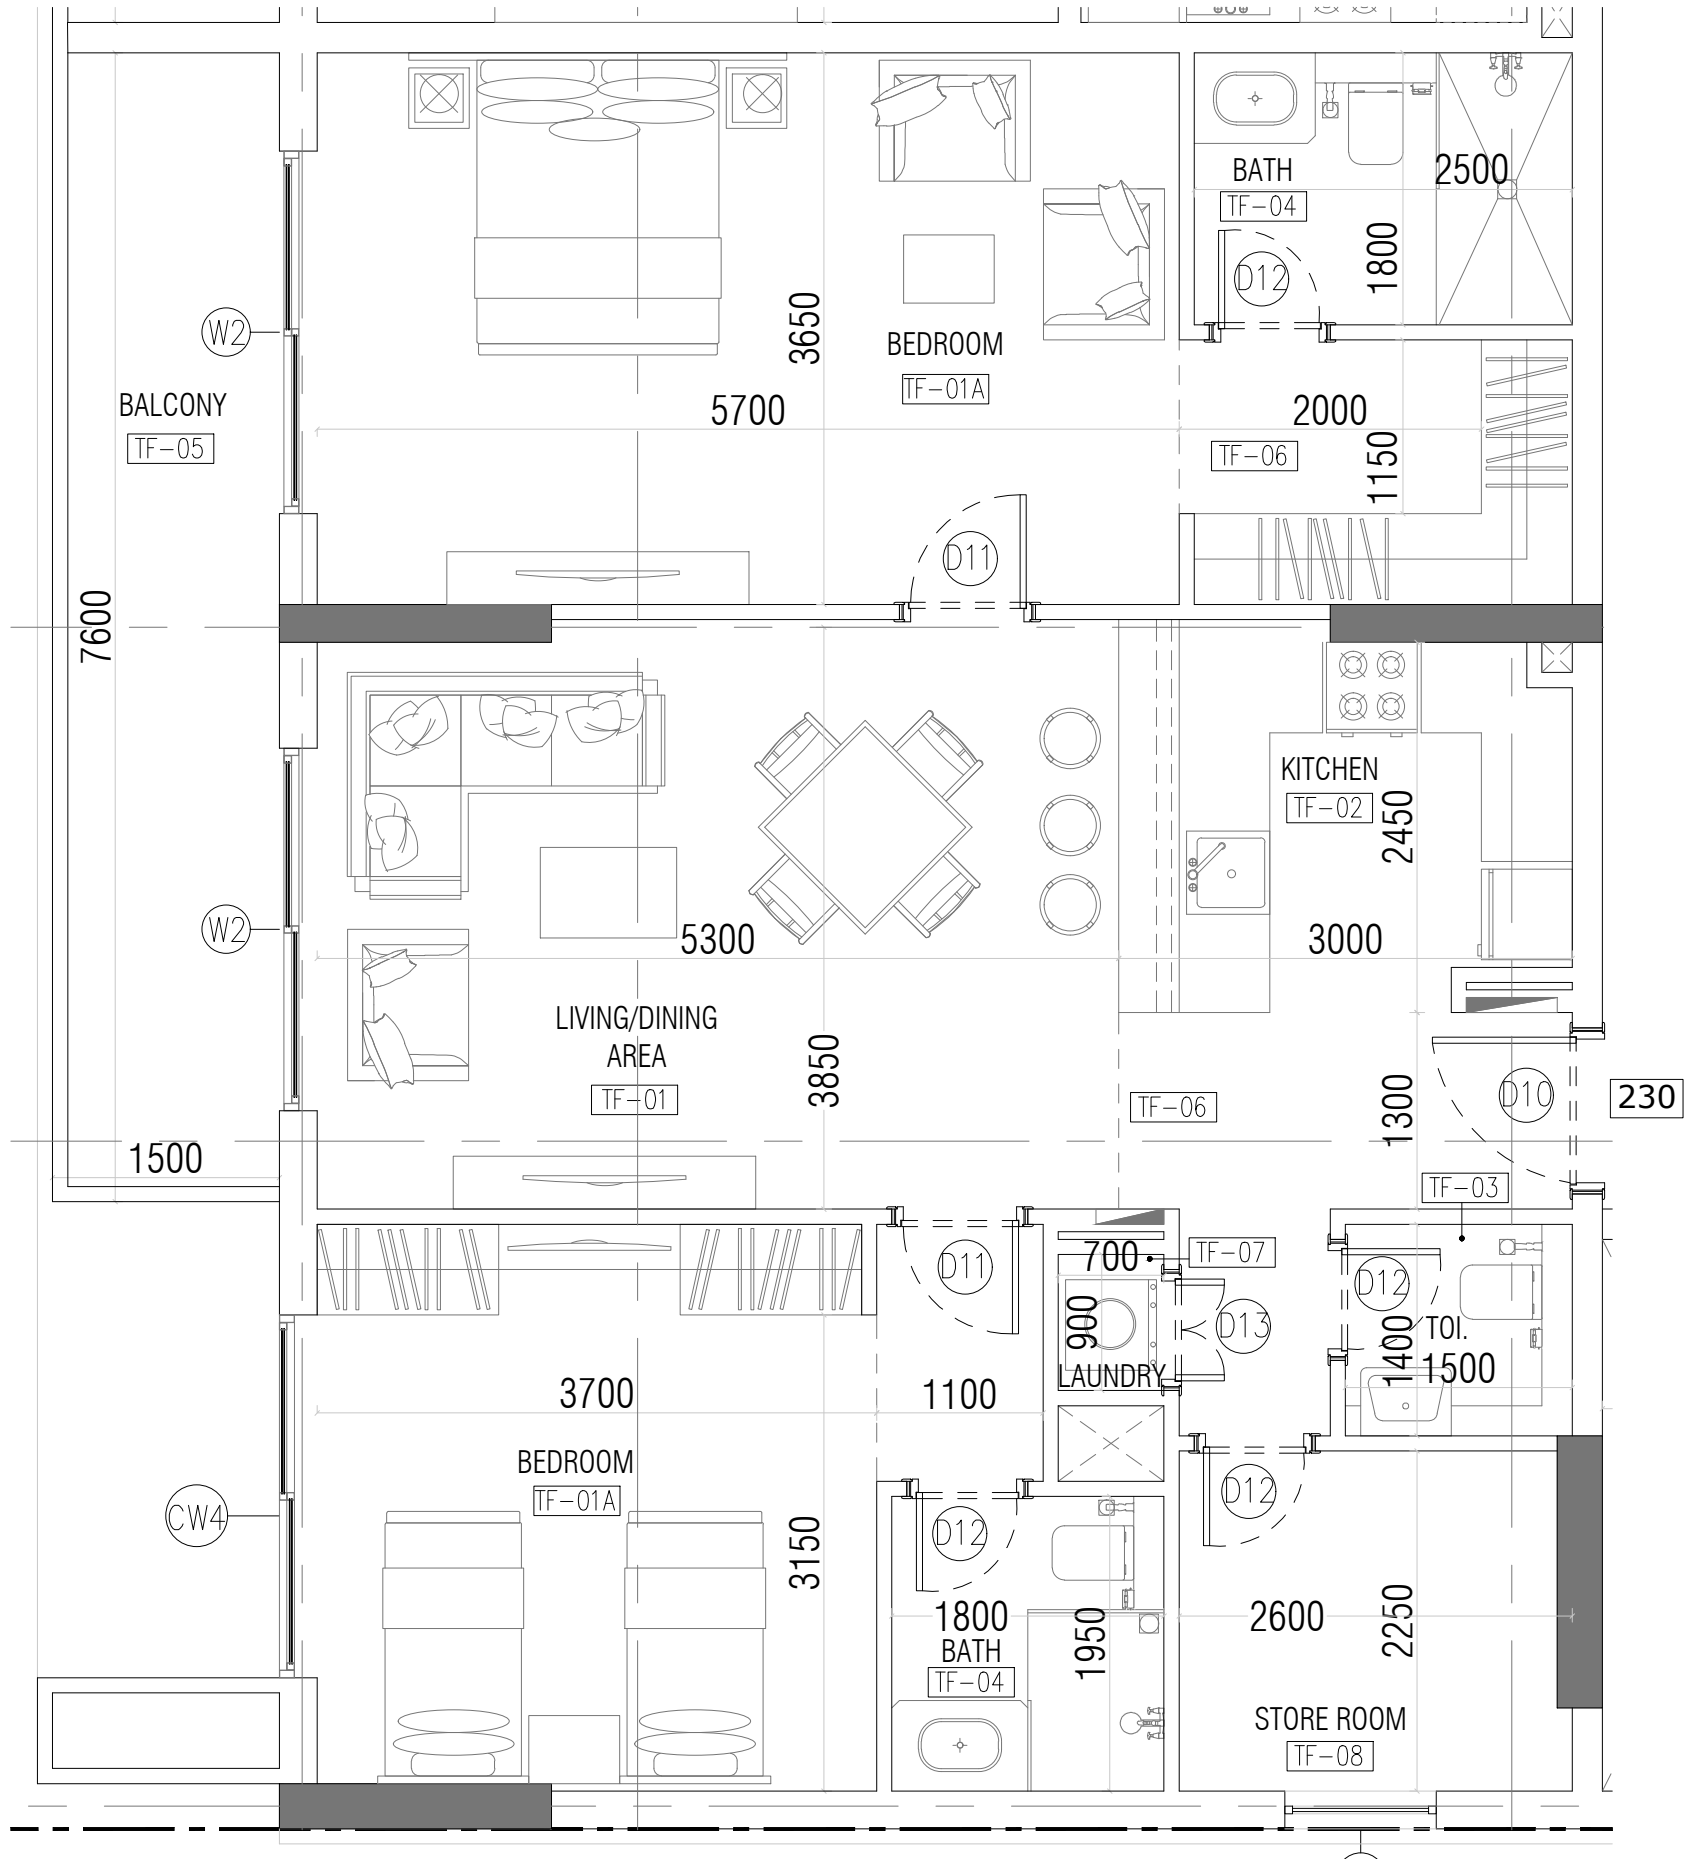 BATH
2500
TF-04
1800
D12
W2
3650
BEDROOM
TF-01A
BALCONY
TF-05
5700
2000
TF-06
1150
D11
7600
KITCHEN
TF-02
2450
W2
5300
3000
LIVING/DINING
AREA
TF-01
3850
TF-06
1300
D10
230
1500
TF-03
D11
700
TF-07
D12
900
D13
1400
TOI.
1500
LAUNDRY
3700
1100
BEDROOM
TF-01A
CW4
3150
D12
D12
1800
1950
BATH
TF-04
2600
2250
STORE ROOM
TF-08